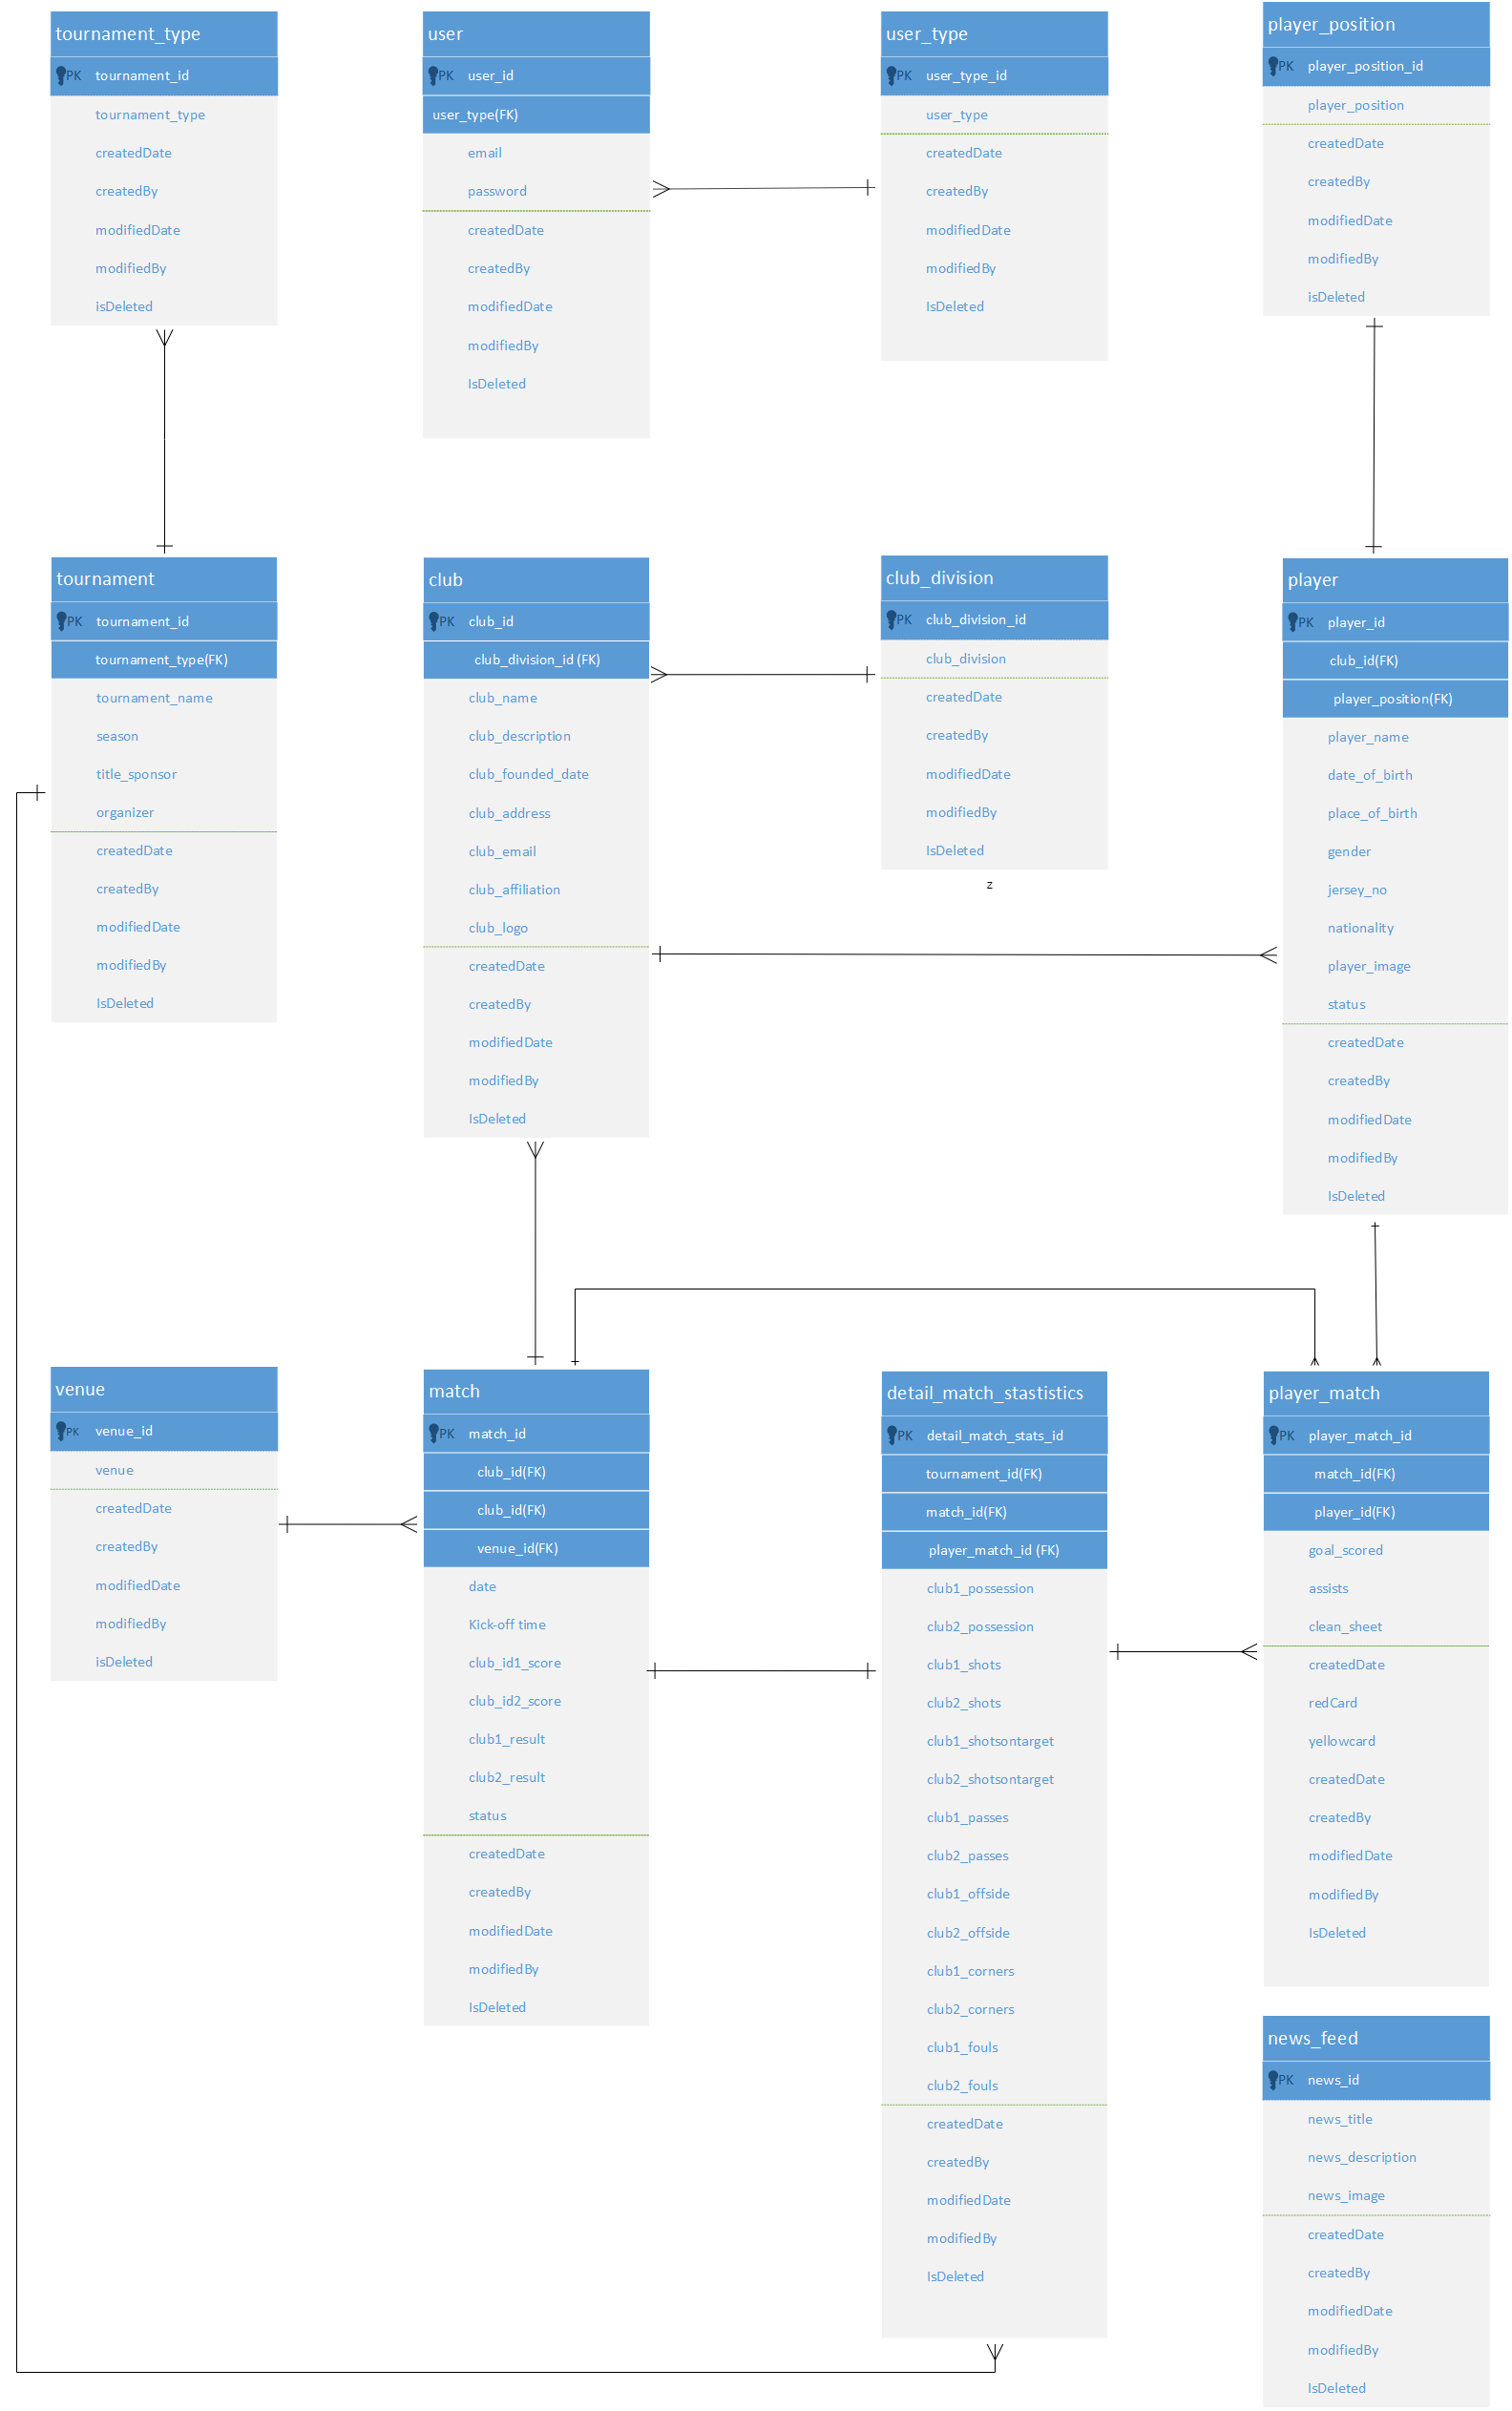 tournament_type
PK tournament_id
tournament_type
createdDate
createdBy
modifiedDate
modifiedBy
isDeleted
user
PK user_id
user_type(FK)
email
password
createdDate
createdBy
modifiedDate
modifiedBy
IsDeleted
user_type
PK user_type_id
user_type
createdDate
createdBy
modifiedDate
modifiedBy
IsDeleted
player_position
PK player_position_id
player_position
createdDate
createdBy
modifiedDate
modifiedBy
isDeleted
tournament
PK tournament_id
tournament_type(FK)
tournament_name
season
title_sponsor
organizer
createdDate
createdBy
modifiedDate
modifiedBy
IsDeleted
club
PK club_id
club_division_id (FK)
club_name
club_description
club_founded_date
club_address
club_email
club_affiliation
club_logo
createdDate
createdBy
modifiedDate
modifiedBy
IsDeleted
club_division
PK club_division_id
club_division
createdDate
createdBy
modifiedDate
modifiedBy
IsDeleted
z
player
PK player_id
club_id(FK)
player_position(FK)
player_name
date_of_birth
place_of_birth
gender
jersey_no
nationality
player_image
status
createdDate
createdBy
modifiedDate
modifiedBy
IsDeleted
venue
PK venue_id
venue
createdDate
createdBy
modifiedDate
modifiedBy
isDeleted
match
PK match_id
club_id(FK)
club_id(FK)
venue_id(FK)
date
Kick-off time
club_id1_score
club_id2_score
club1_result
club2_result
status
createdDate
createdBy
modifiedDate
modifiedBy
IsDeleted
detail_match_stastistics
PK detail_match_stats_id
tournament_id(FK)
match_id(FK)
player_match_id (FK)
club1_possession
club2_possession
club1_shots
club2_shots
club1_shotsontarget
club2_shotsontarget
club1_passes
club2_passes
club1_offside
club2_offside
club1_corners
club2_corners
club1_fouls
club2_fouls
createdDate
createdBy
modifiedDate
modifiedBy
IsDeleted
player_match
PK player_match_id
match_id(FK)
player_id(FK)
goal_scored
assists
clean_sheet
createdDate
redCard
yellowcard
createdDate
createdBy
modifiedDate
modifiedBy
IsDeleted
news_feed
PK news_id
news_title
news_description
news_image
createdDate
createdBy
modifiedDate
modifiedBy
IsDeleted